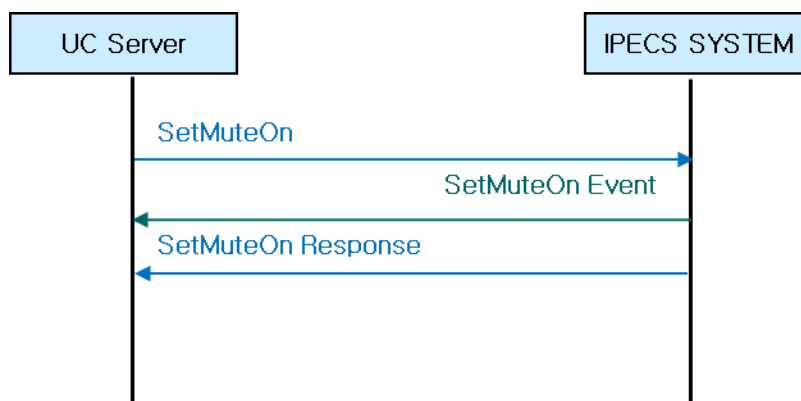 UC Server
IPECS SYSTEM
SetMuteOn
SetMuteOn Event
SetMuteOn Response